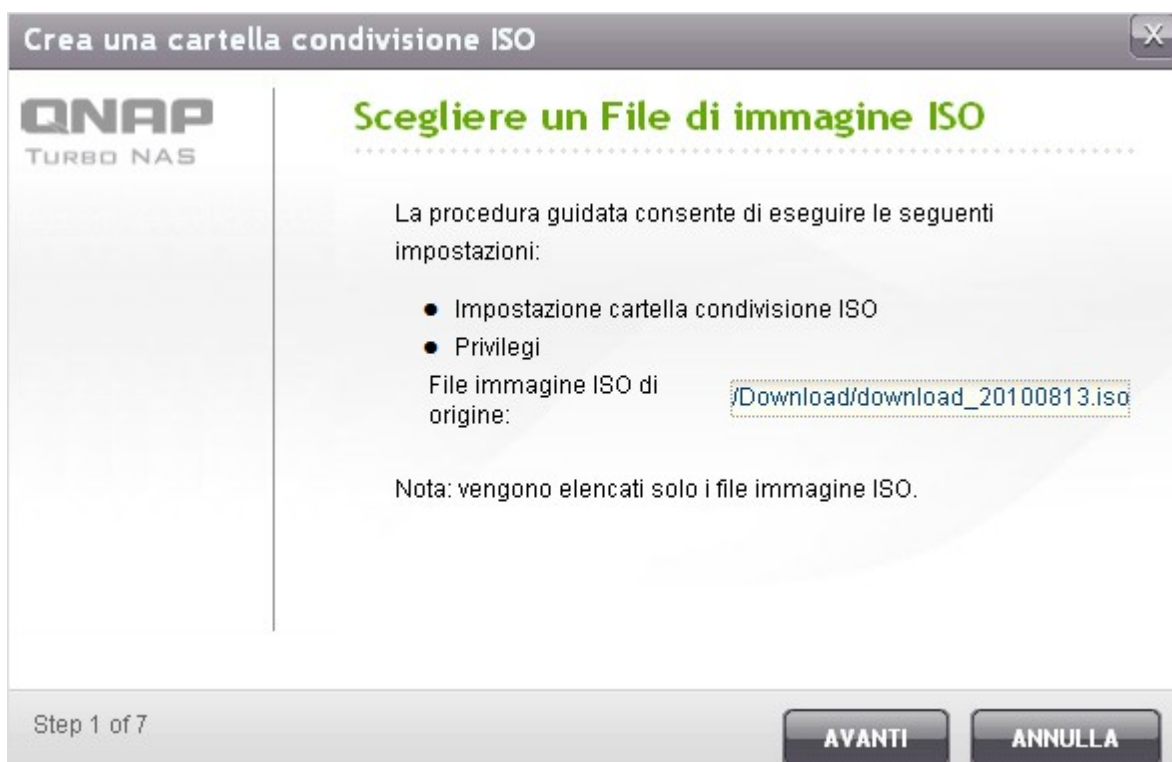 Crea una cartella condivisione ISO
X
QNAP
TURBO NAS
Scegliere un File di immagine ISO
La procedura guidata consente di eseguire le seguenti
impostazioni:
● Impostazione cartella condivisione ISO
● Privilegi
File immagine ISO di
origine:
/Download/download_20100813.iso
Nota: vengono elencati solo i file immagine ISO.
Step 1 of 7
AVANTI
ANNULLA